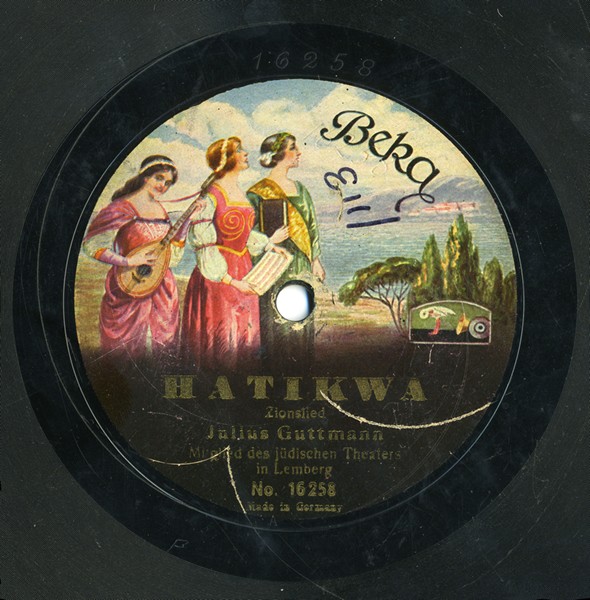 16258
Beka
HATIKWA
Zionslied
Julius Guttmann
Mitglied des jüdischen Theaters
in Lemberg
No. 16258
Made in Germany